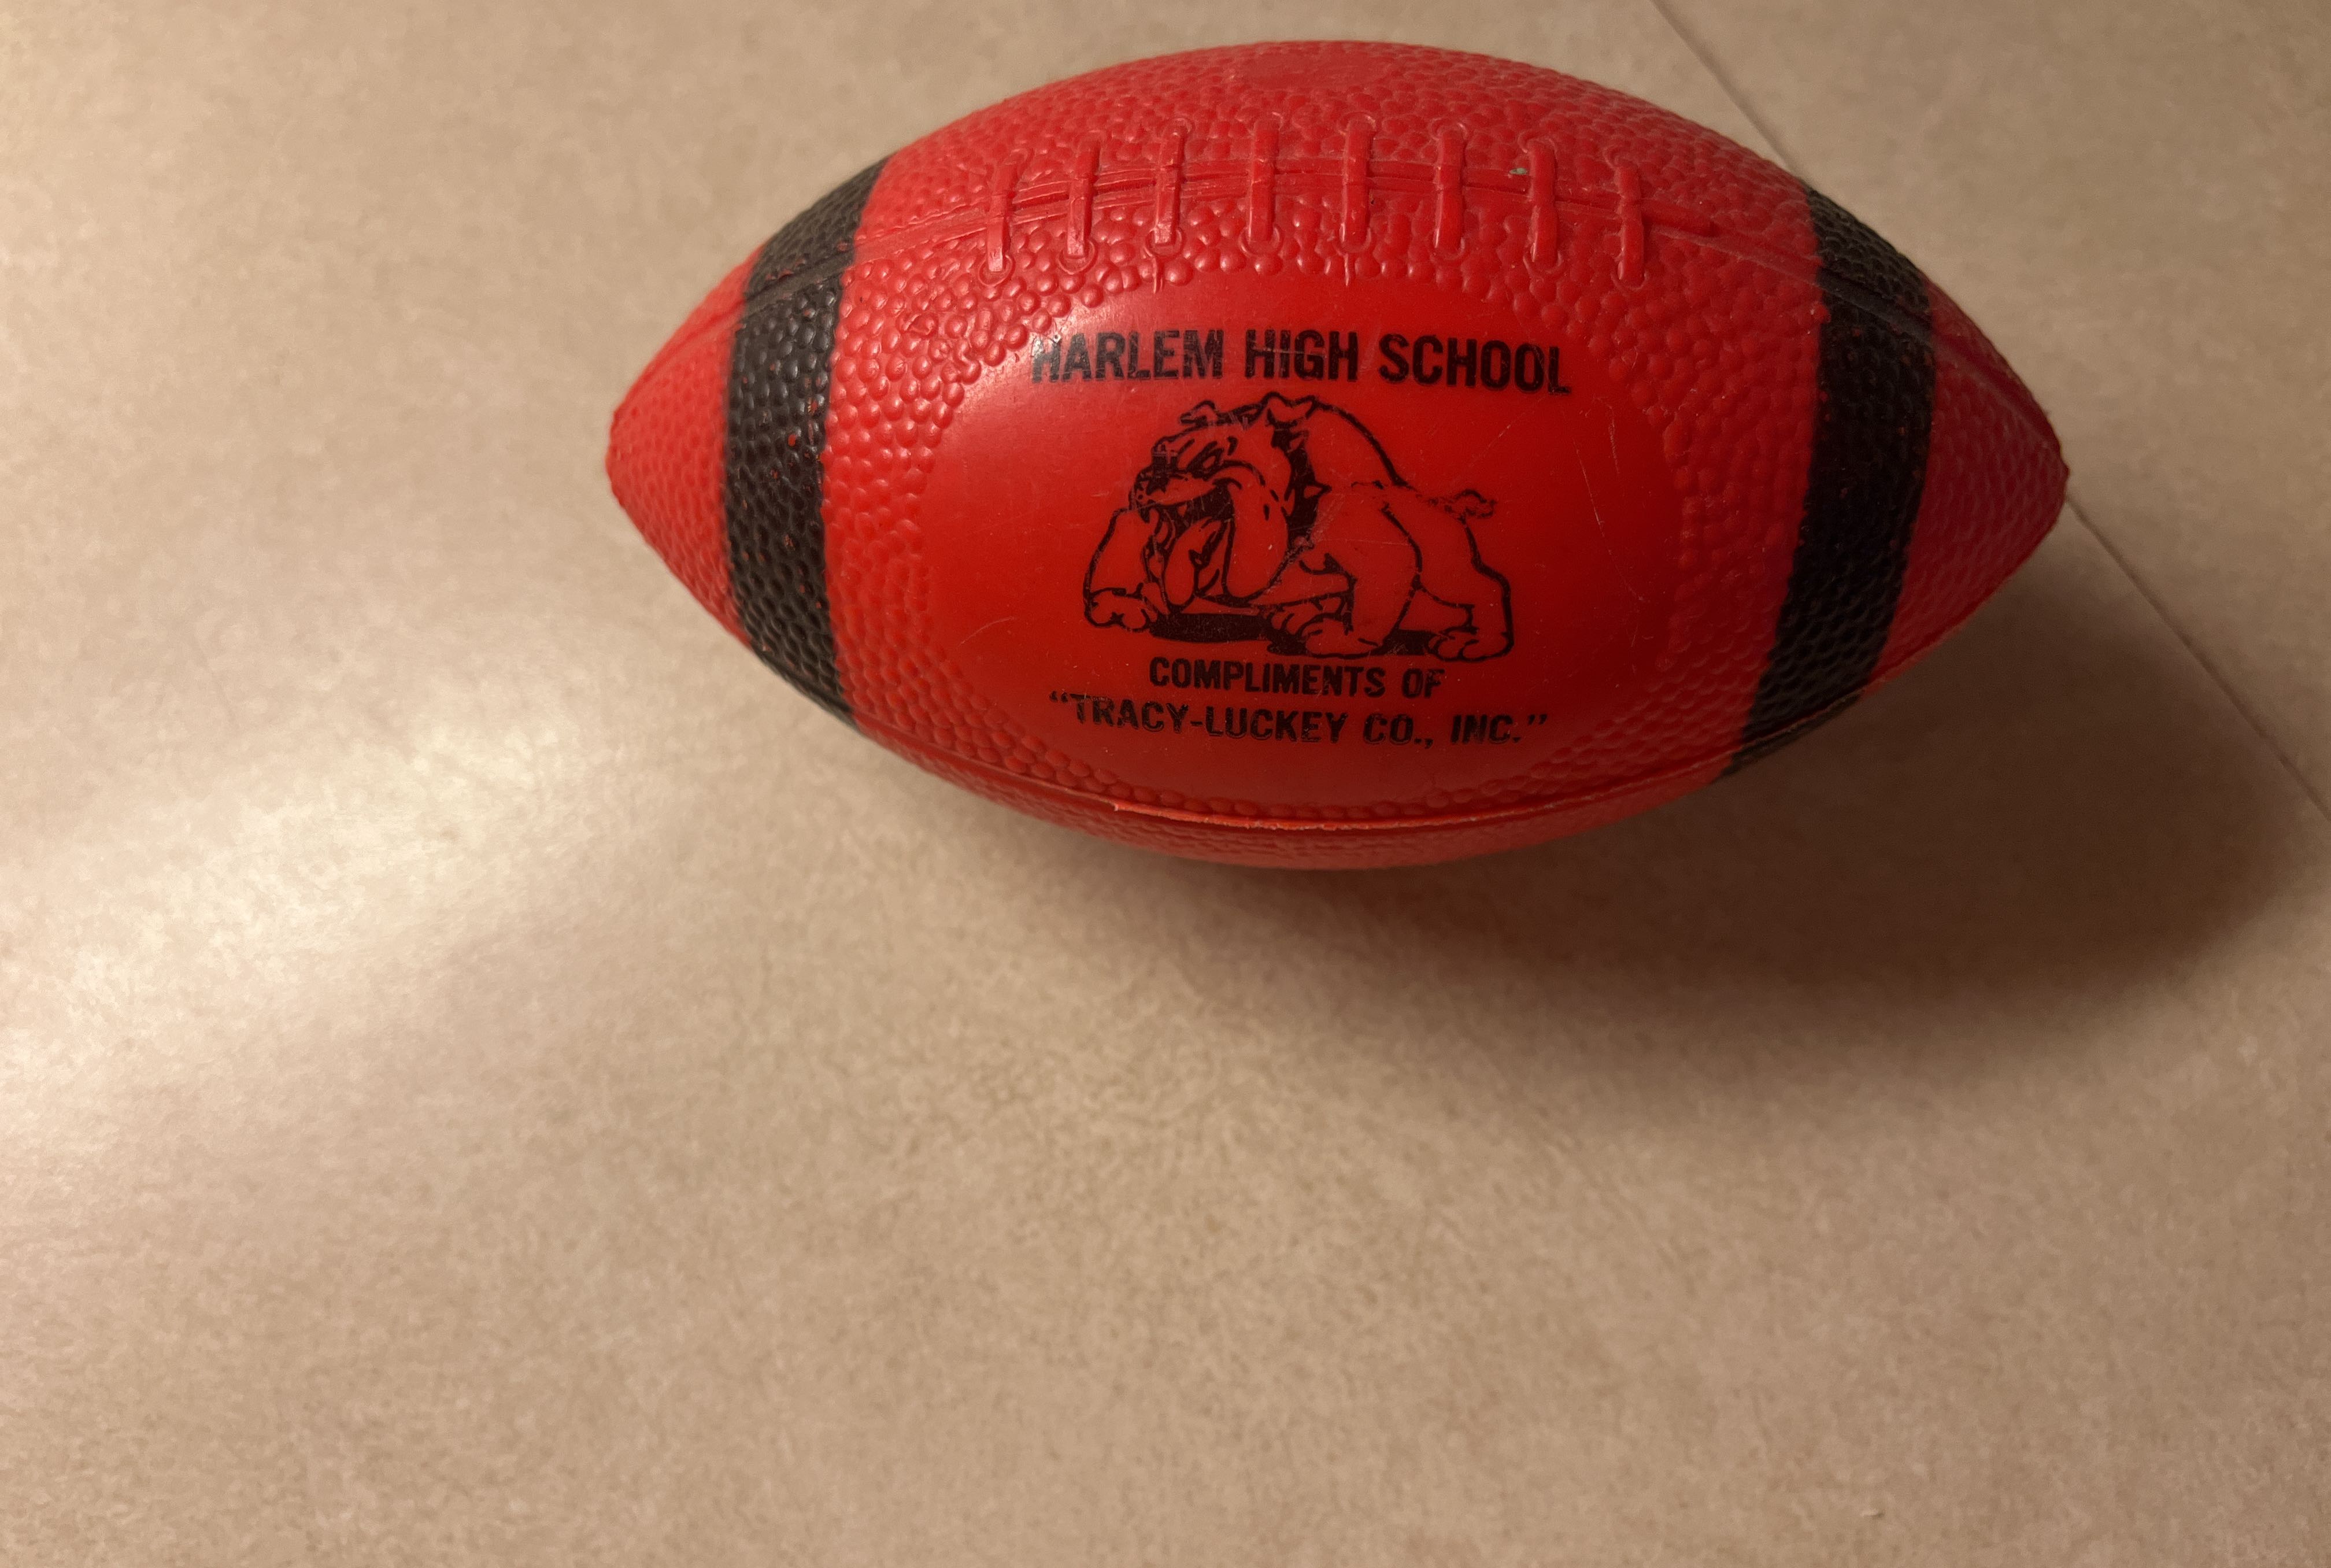 HARLEM HIGH SCHOOL
COMPLIMENTS OF
“TRACY-LUCKEY CO., INC.”